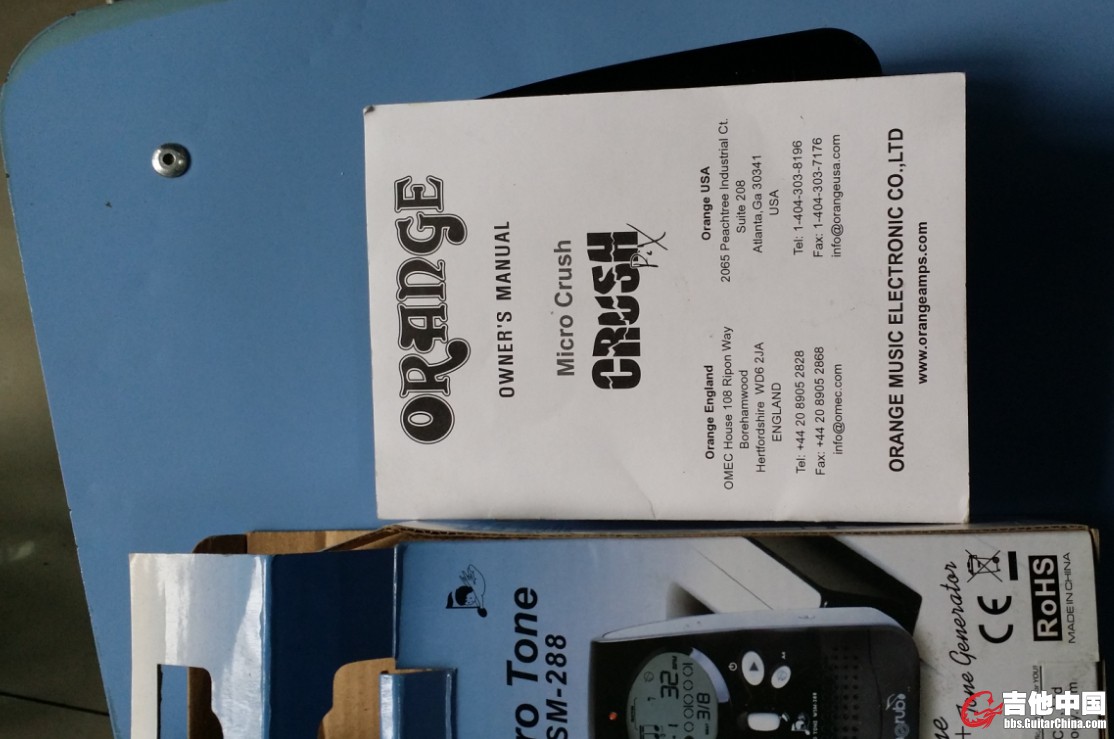 ORANGE
OWNER'S MANUAL
Micro Crush
CRUSH
PiX
Orange England
OMEC House 108 Ripon Way
Borehamwood
Hertfordshire WD6 2JA
ENGLAND
Tel: +44 20 8905 2828
Fax: +44 20 8905 2868
info@omec.com
Orange USA
2065 Peachtree Industrial Ct.
Suite 208
Atlanta,Ga 30341
USA
Tel: 1-404-303-8196
Fax: 1-404-303-7176
info@orangeusa.com
ORANGE MUSIC ELECTRONIC CO.,LTD
www.orangeamps.com
ro Tone
SM-288
32
3/8
+ Tone Generator
CE
RoHS
MADE IN CHINA
吉他中国
bbs.GuitarChina.com